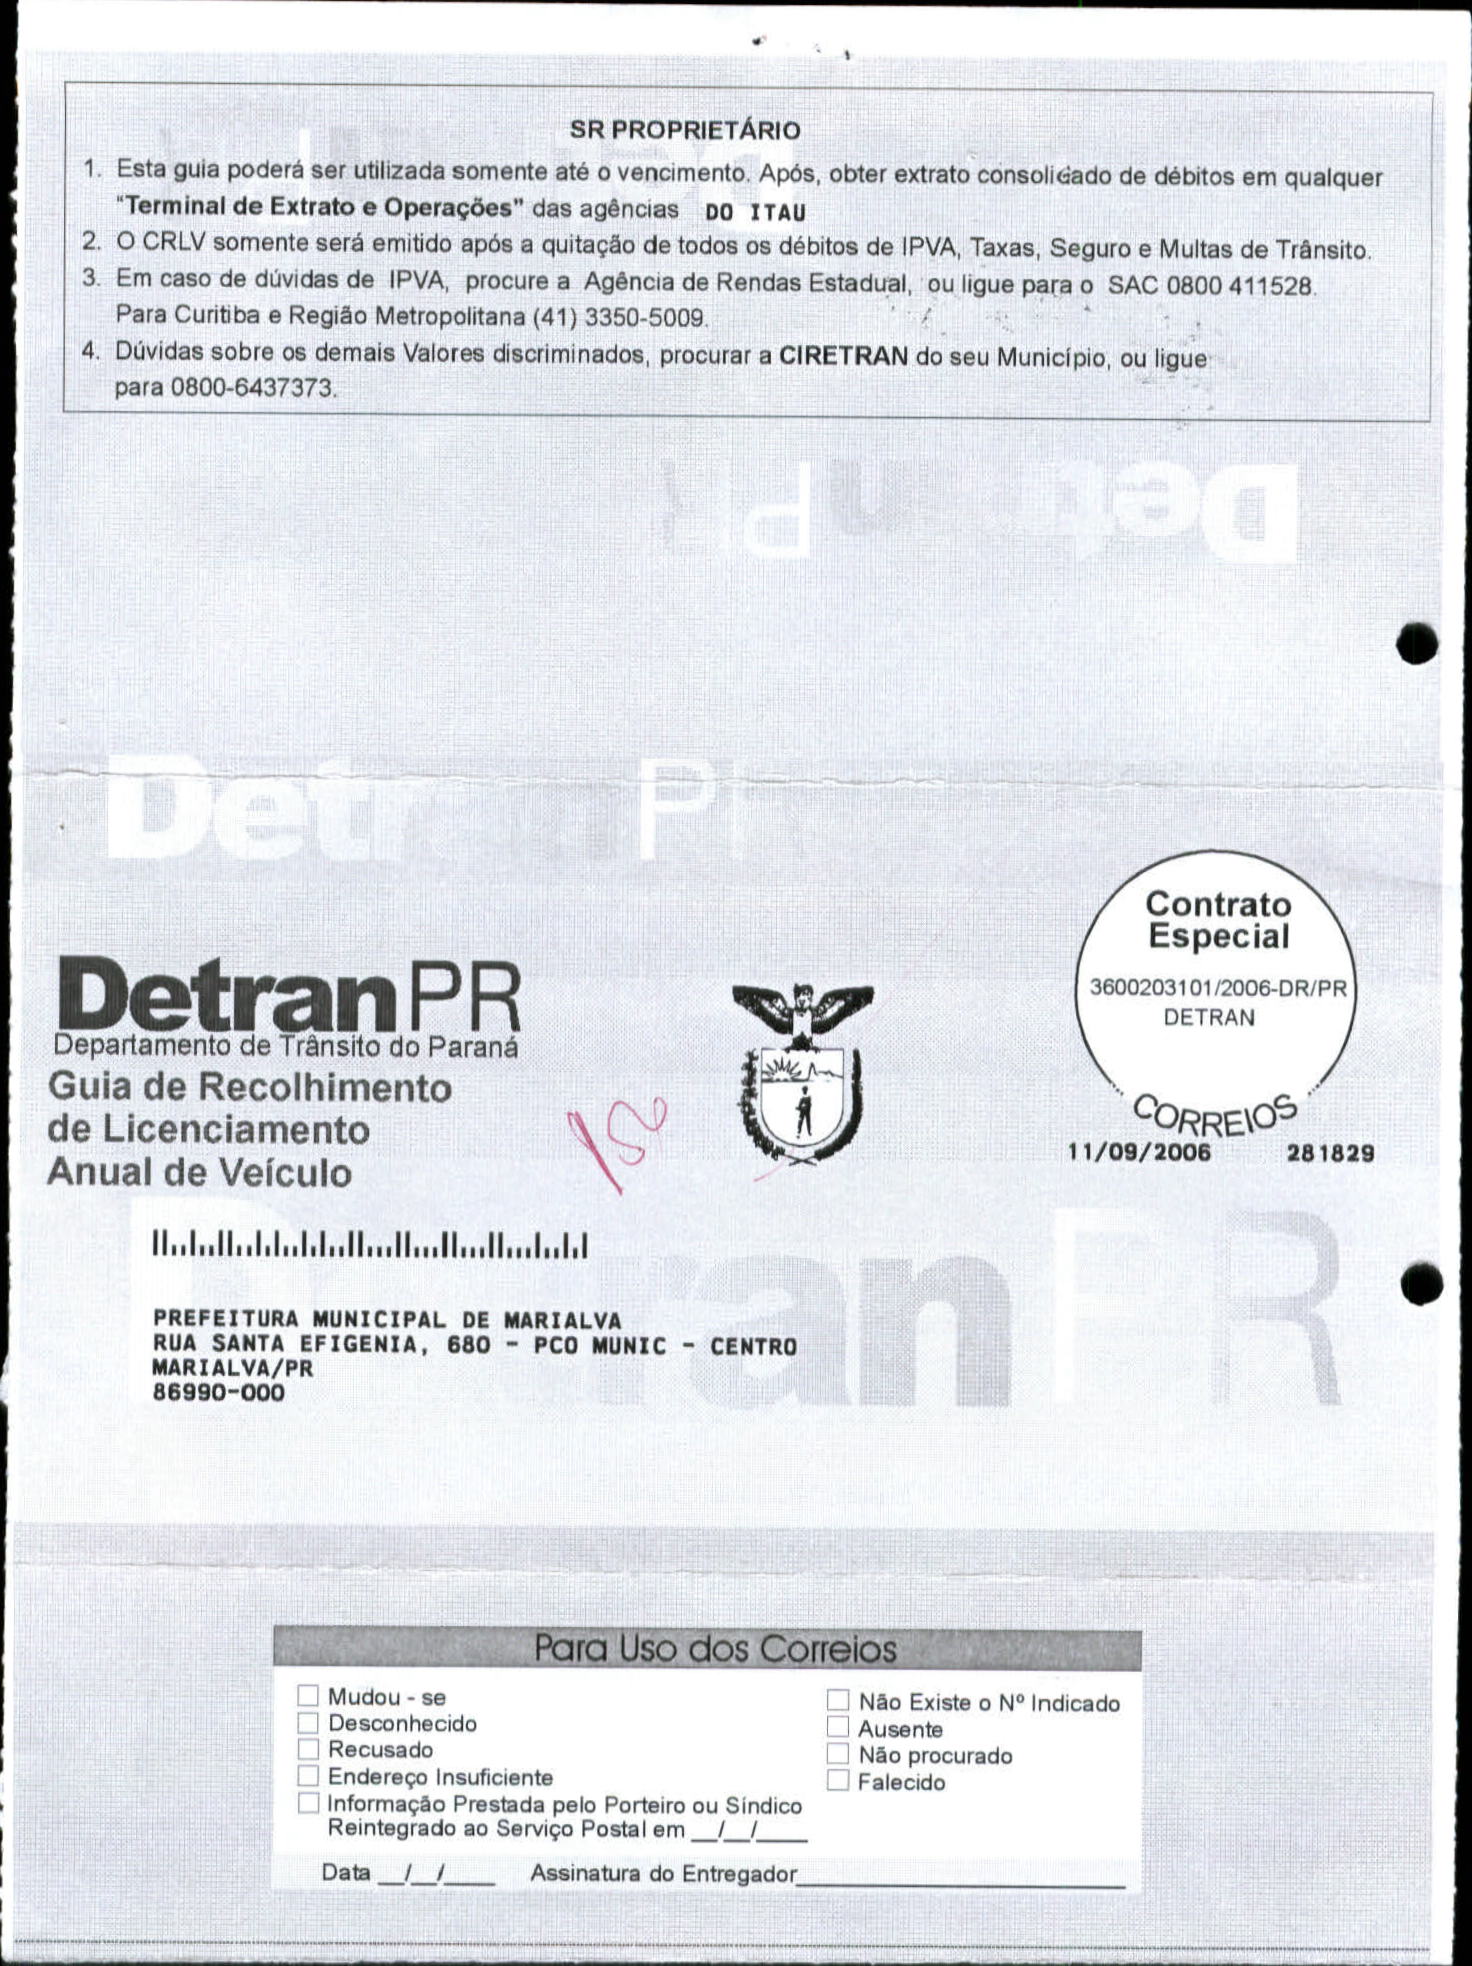 SR PROPRIETÁRIO
1. Esta guia poderá ser utilizada somente até o vencimento. Após, obter extrato consolidado de débitos em qualquer
"Terminal de Extrato e Operações" das agências DO ITAU
2. O CRLV somente será emitido após a quitação de todos os débitos de IPVA, Taxas, Seguro e Multas de Trânsito.
3. Em caso de dúvidas de IPVA, procure a Agência de Rendas Estadual, ou ligue para o SAC 0800 411528.
Para Curitiba e Região Metropolitana (41) 3350-5009.
4. Dúvidas sobre os demais Valores discriminados, procurar a CIRETRAN do seu Município, ou ligue
para 0800-6437373.
Contrato
Especial
3600203101/2006-DR/PR
DETRAN
CORREIOS
11/09/2006 281829
DetranPR
Departamento de Trânsito do Paraná
Guia de Recolhimento
de Licenciamento
Anual de Veículo
PREFEITURA MUNICIPAL DE MARIALVA
RUA SANTA EFIGENIA, 680 - PCO MUNIC - CENTRO
MARIALVA/PR
86990-000
Para Uso dos Correios
Mudou - se
Desconhecido
Recusado
Endereço Insuficiente
Informação Prestada pelo Porteiro ou Síndico
Reintegrado ao Serviço Postal em __/__/____
Não Existe o Nº Indicado
Ausente
Não procurado
Falecido
Data __/__/____ Assinatura do Entregador____________________